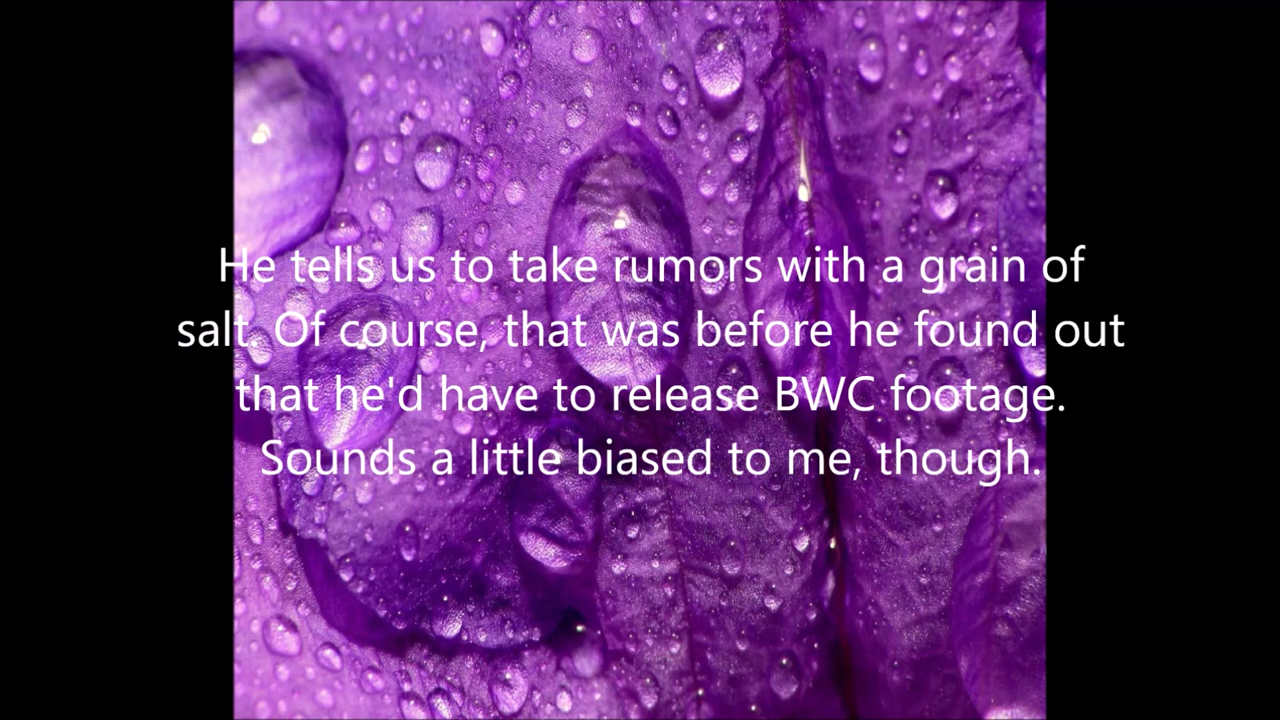 He tells us to take rumors with a grain of
salt. Of course, that was before he found out
that he'd have to release BWC footage.
Sounds a little biased to me, though.